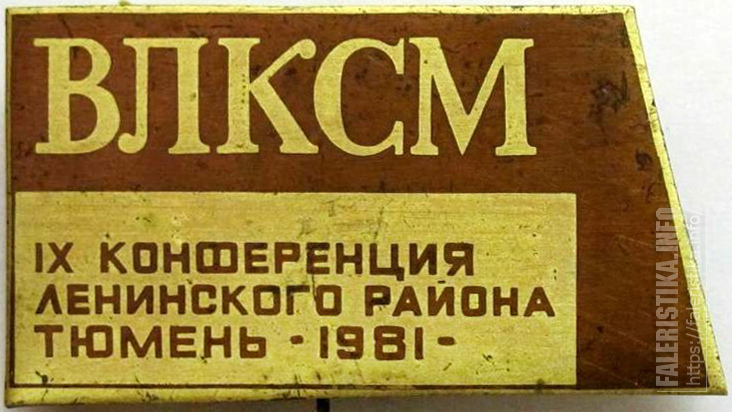 ВЛКСМ
IX КОНФЕРЕНЦИЯ
ЛЕНИНСКОГО РАЙОНА
ТЮМЕНЬ - 1981 -
FALERISTIKA.INFO